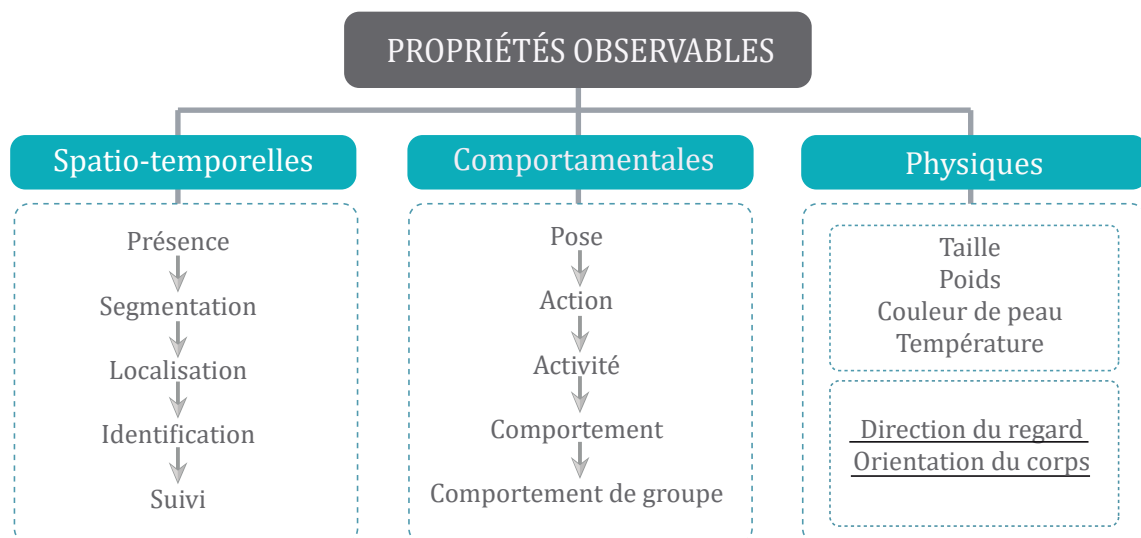 PROPRIÉTÉS OBSERVABLES
Spatio-temporelles
Présence
Segmentation
Localisation
Identification
Suivi
Comportamentales
Pose
Action
Activité
Comportement
Comportement de groupe
Physiques
Taille
Poids
Couleur de peau
Température
Direction du regard
Orientation du corps